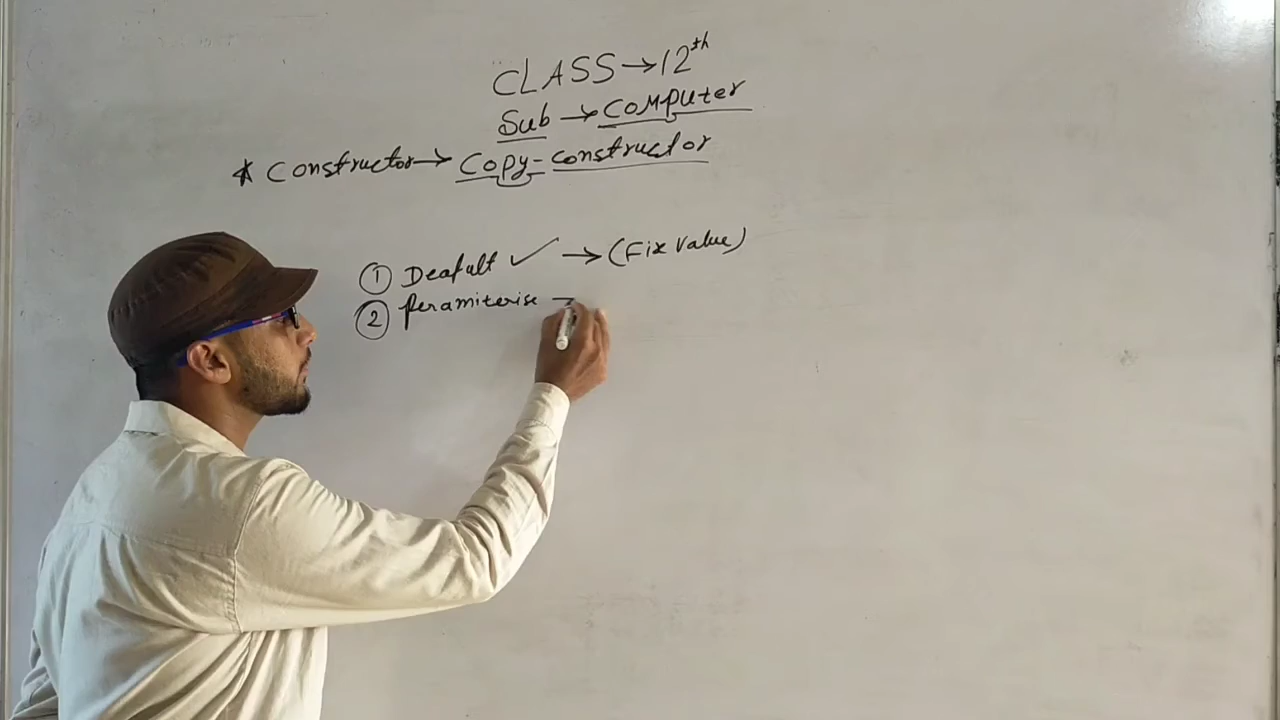 CLASS → 12th
Sub → Computer
* Constructor → Copy-constructor
① Deafult ✓ → (Fix Value)
② Peramiterise →